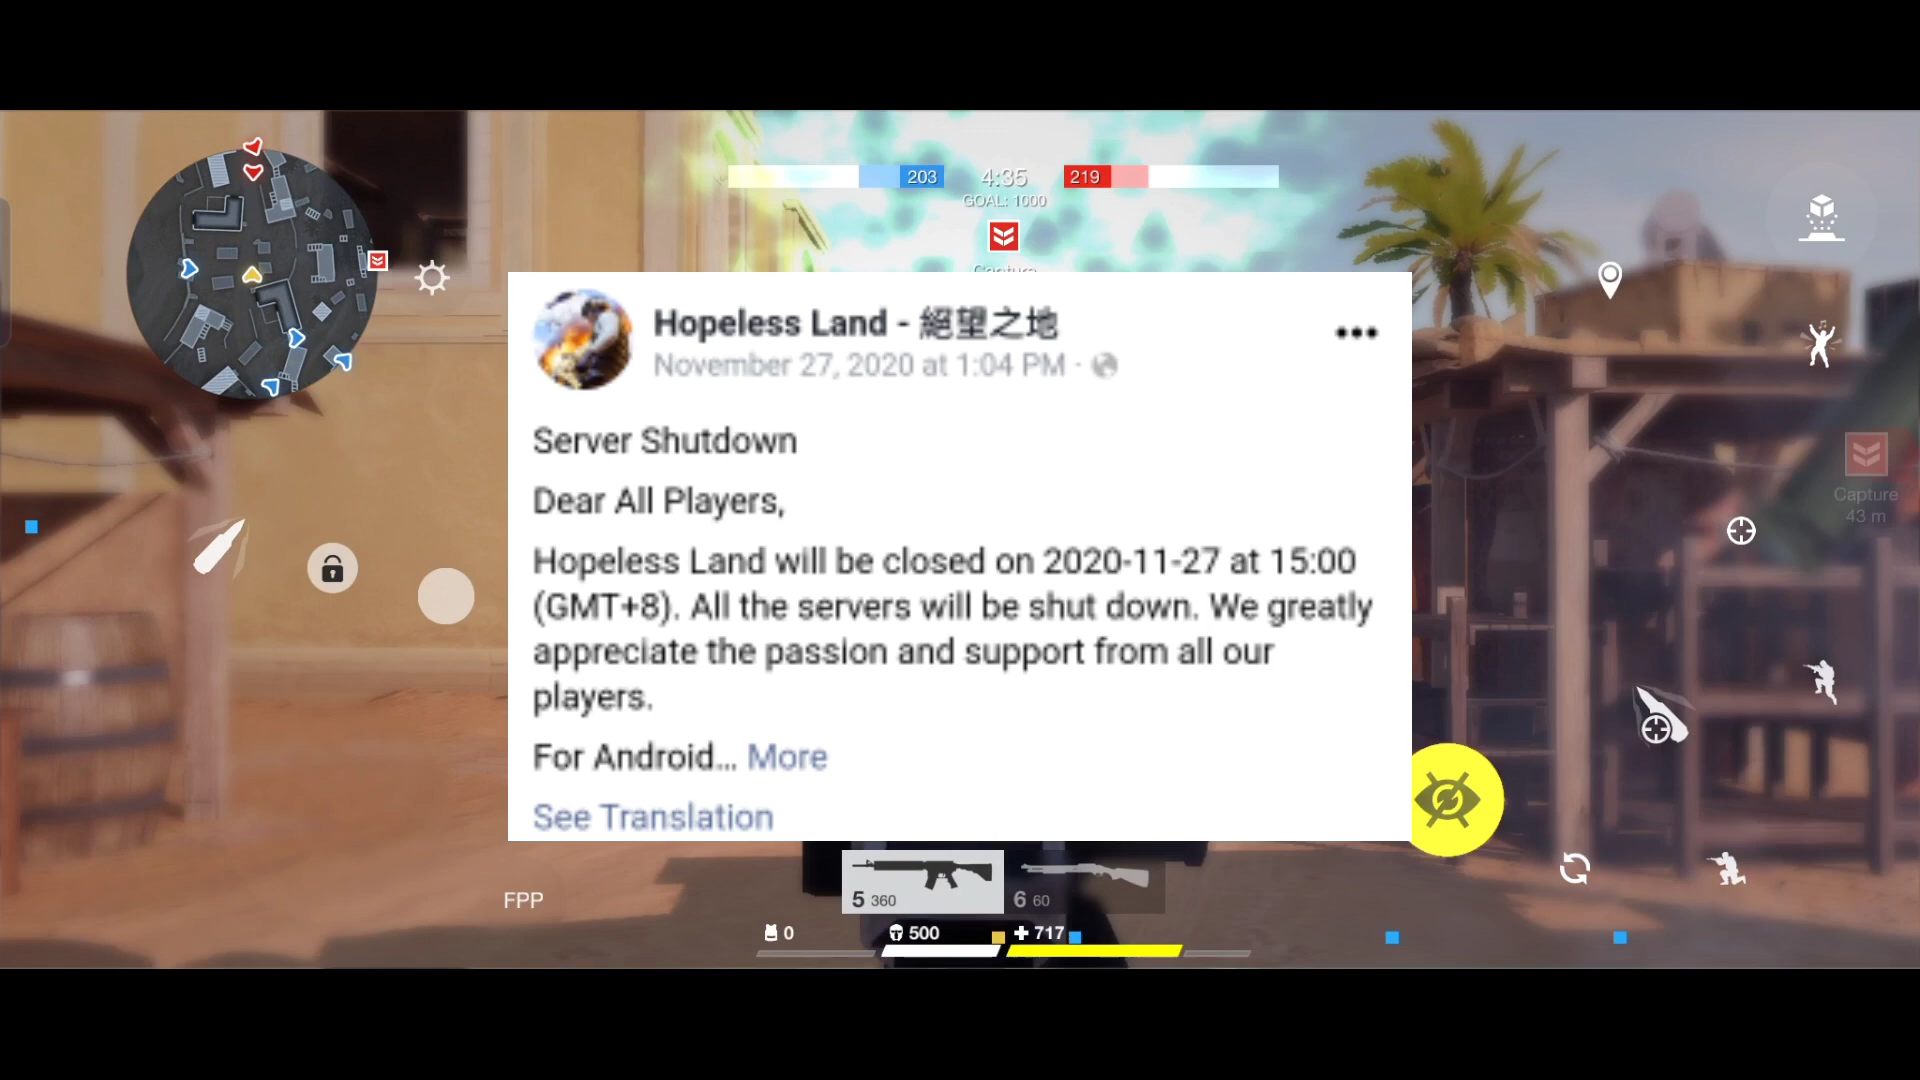 203
4:35
219
GOAL: 1000
Capture
Hopeless Land - 絕望之地
November 27, 2020 at 1:04 PM ·
Server Shutdown
Dear All Players,
Hopeless Land will be closed on 2020-11-27 at 15:00
(GMT+8). All the servers will be shut down. We greatly
appreciate the passion and support from all our
players.
For Android... More
See Translation
Capture
43 m
FPP
5 360
6 60
0
500
717